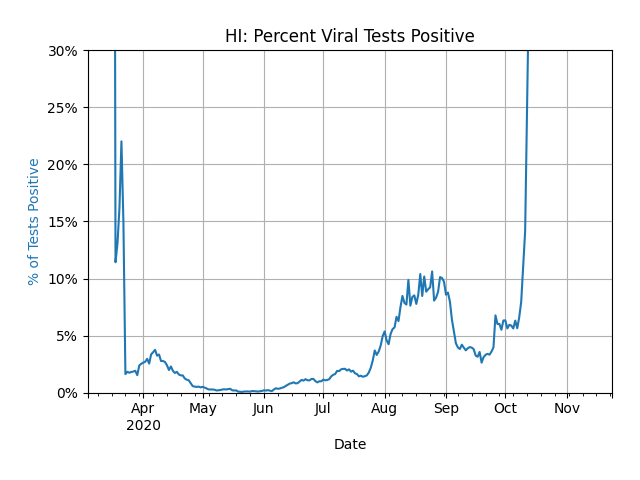 HI: Percent Viral Tests Positive
30%
25%
20%
15%
10%
5%
0%
% of Tests Positive
Apr May Jun Jul Aug Sep Oct Nov
2020
Date